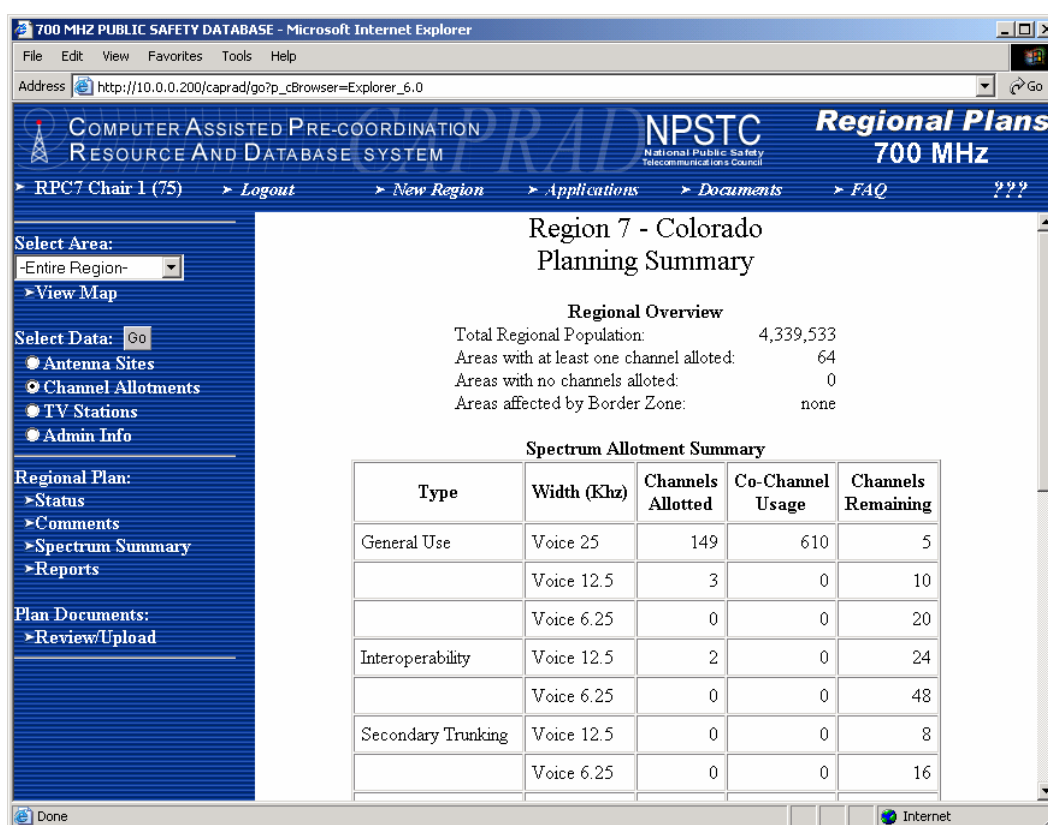 700 MHZ PUBLIC SAFETY DATABASE - Microsoft Internet Explorer
File Edit View Favorites Tools Help
Address http://10.0.0.200/caprad/go?p_cBrowser=Explorer_6.0 Go
CAPRAD
COMPUTER ASSISTED PRE-COORDINATION
RESOURCE AND DATABASE SYSTEM
NPSTC
National Public Safety
Telecommunications Council
Regional Plans
700 MHz
RPC7 Chair 1 (75) Logout New Region Applications Documents FAQ ???
Select Area:
-Entire Region-
View Map
Select Data: Go
Antenna Sites
Channel Allotments
TV Stations
Admin Info
Regional Plan:
Status
Comments
Spectrum Summary
Reports
Plan Documents:
Review/Upload
Region 7 - Colorado
Planning Summary
Regional Overview
Total Regional Population: 4,339,533
Areas with at least one channel alloted: 64
Areas with no channels alloted: 0
Areas affected by Border Zone: none
Spectrum Allotment Summary
Type Width (Khz) Channels Allotted Co-Channel Usage Channels Remaining
General Use Voice 25 149 610 5
Voice 12.5 3 0 10
Voice 6.25 0 0 20
Interoperability Voice 12.5 2 0 24
Voice 6.25 0 0 48
Secondary Trunking Voice 12.5 0 0 8
Voice 6.25 0 0 16
Done Internet